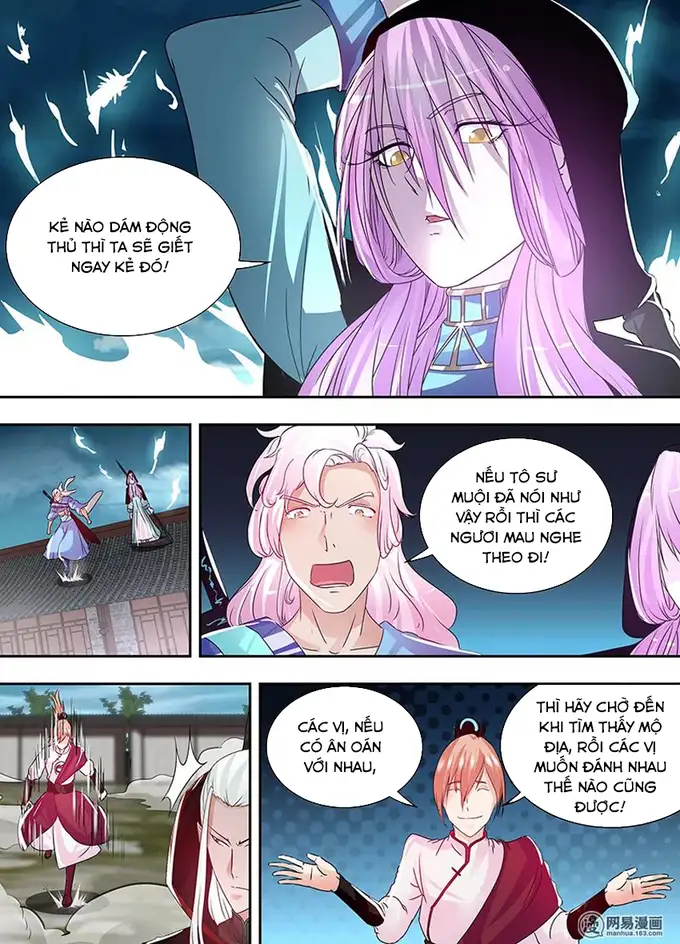 KẺ NÀO DÁM ĐỘNG
THỦ THÌ TA SẼ GIẾT
NGAY KẺ ĐÓ!
NẾU TÔ SƯ
MUỘI ĐÃ NÓI NHƯ
VẬY RỒI THÌ CÁC
NGƯƠI MAU NGHE
THEO ĐI!
CÁC VỊ, NẾU
CÓ ÂN OÁN
VỚI NHAU,
THÌ HÃY CHỜ ĐẾN
KHI TÌM THẤY MỘ
ĐỊA, RỒI CÁC VỊ
MUỐN ĐÁNH NHAU
THẾ NÀO CŨNG
ĐƯỢC!
网易漫画
manhua.163.com